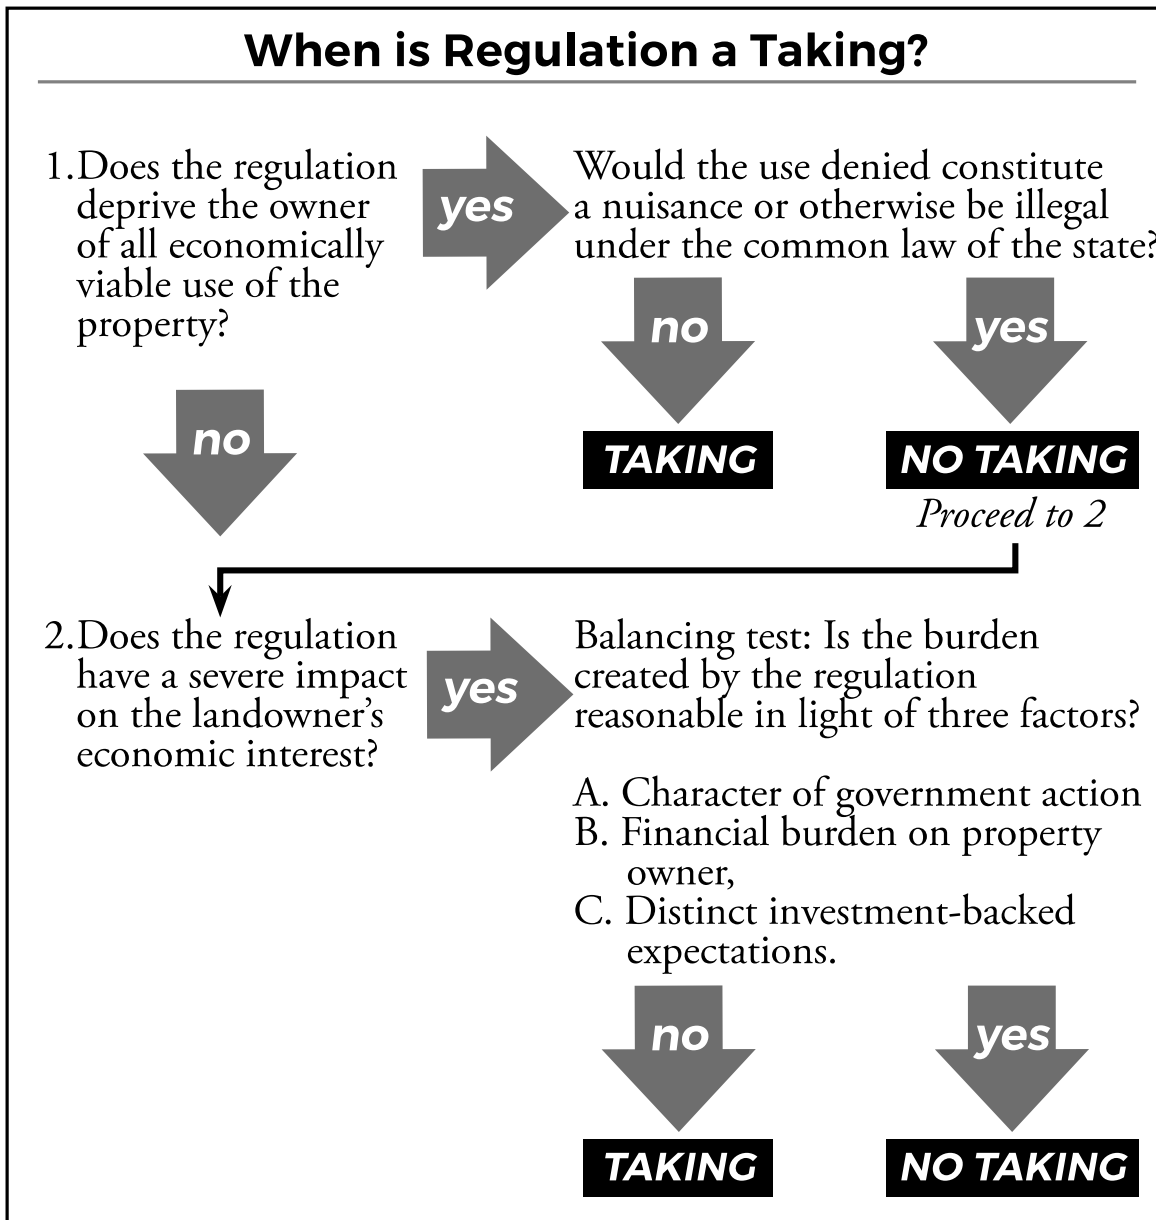 When is Regulation a Taking?
1. Does the regulation
deprive the owner
of all economically
viable use of the
property?
yes
Would the use denied constitute
a nuisance or otherwise be illegal
under the common law of the state?
no
yes
no
TAKING
NO TAKING
Proceed to 2
2. Does the regulation
have a severe impact
on the landowner’s
economic interest?
yes
Balancing test: Is the burden
created by the regulation
reasonable in light of three factors?
A. Character of government action
B. Financial burden on property
owner,
C. Distinct investment-backed
expectations.
no
yes
TAKING
NO TAKING